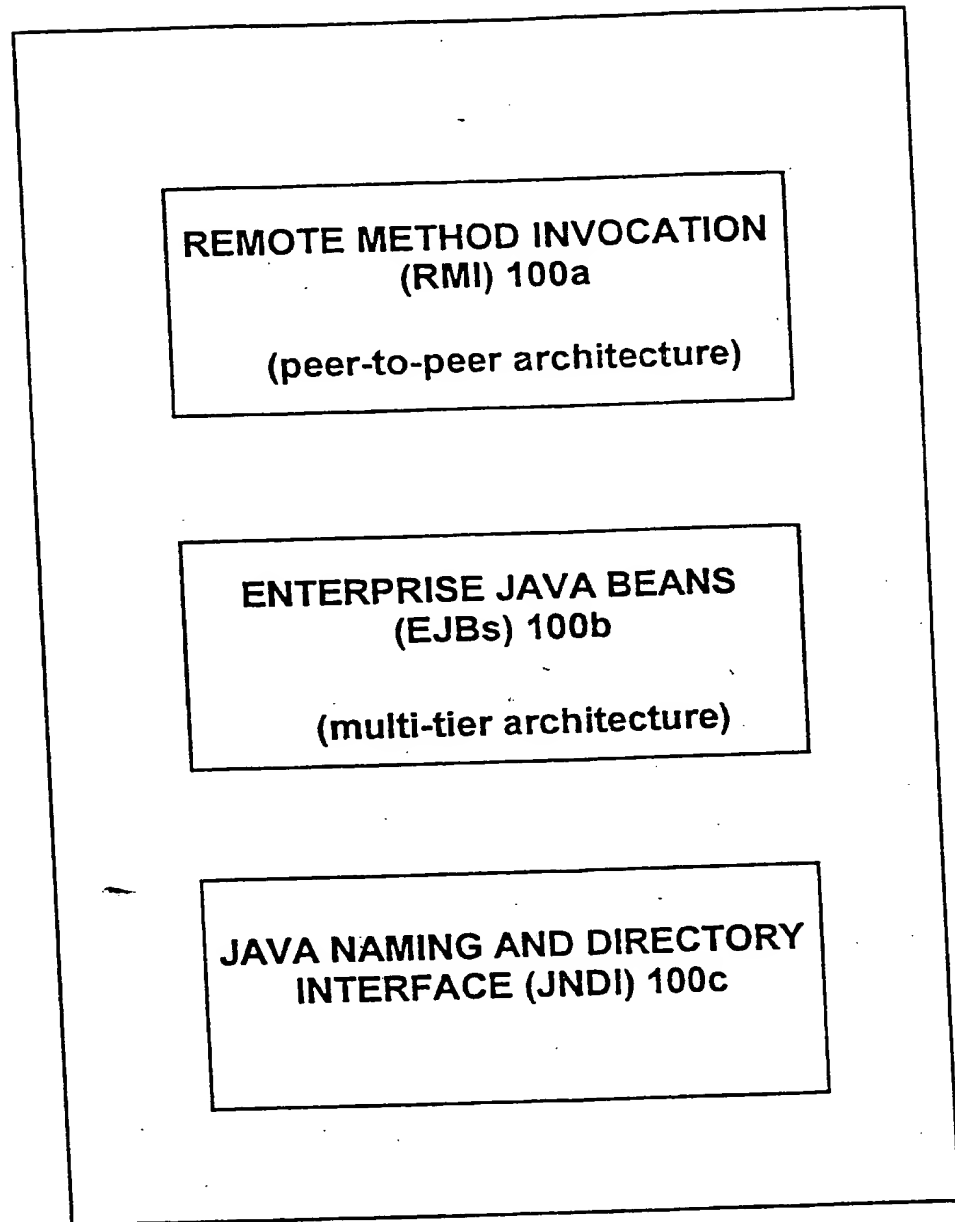 REMOTE METHOD INVOCATION
(RMI) 100a
(peer-to-peer architecture)
ENTERPRISE JAVA BEANS
(EJBs) 100b
(multi-tier architecture)
JAVA NAMING AND DIRECTORY
INTERFACE (JNDI) 100c